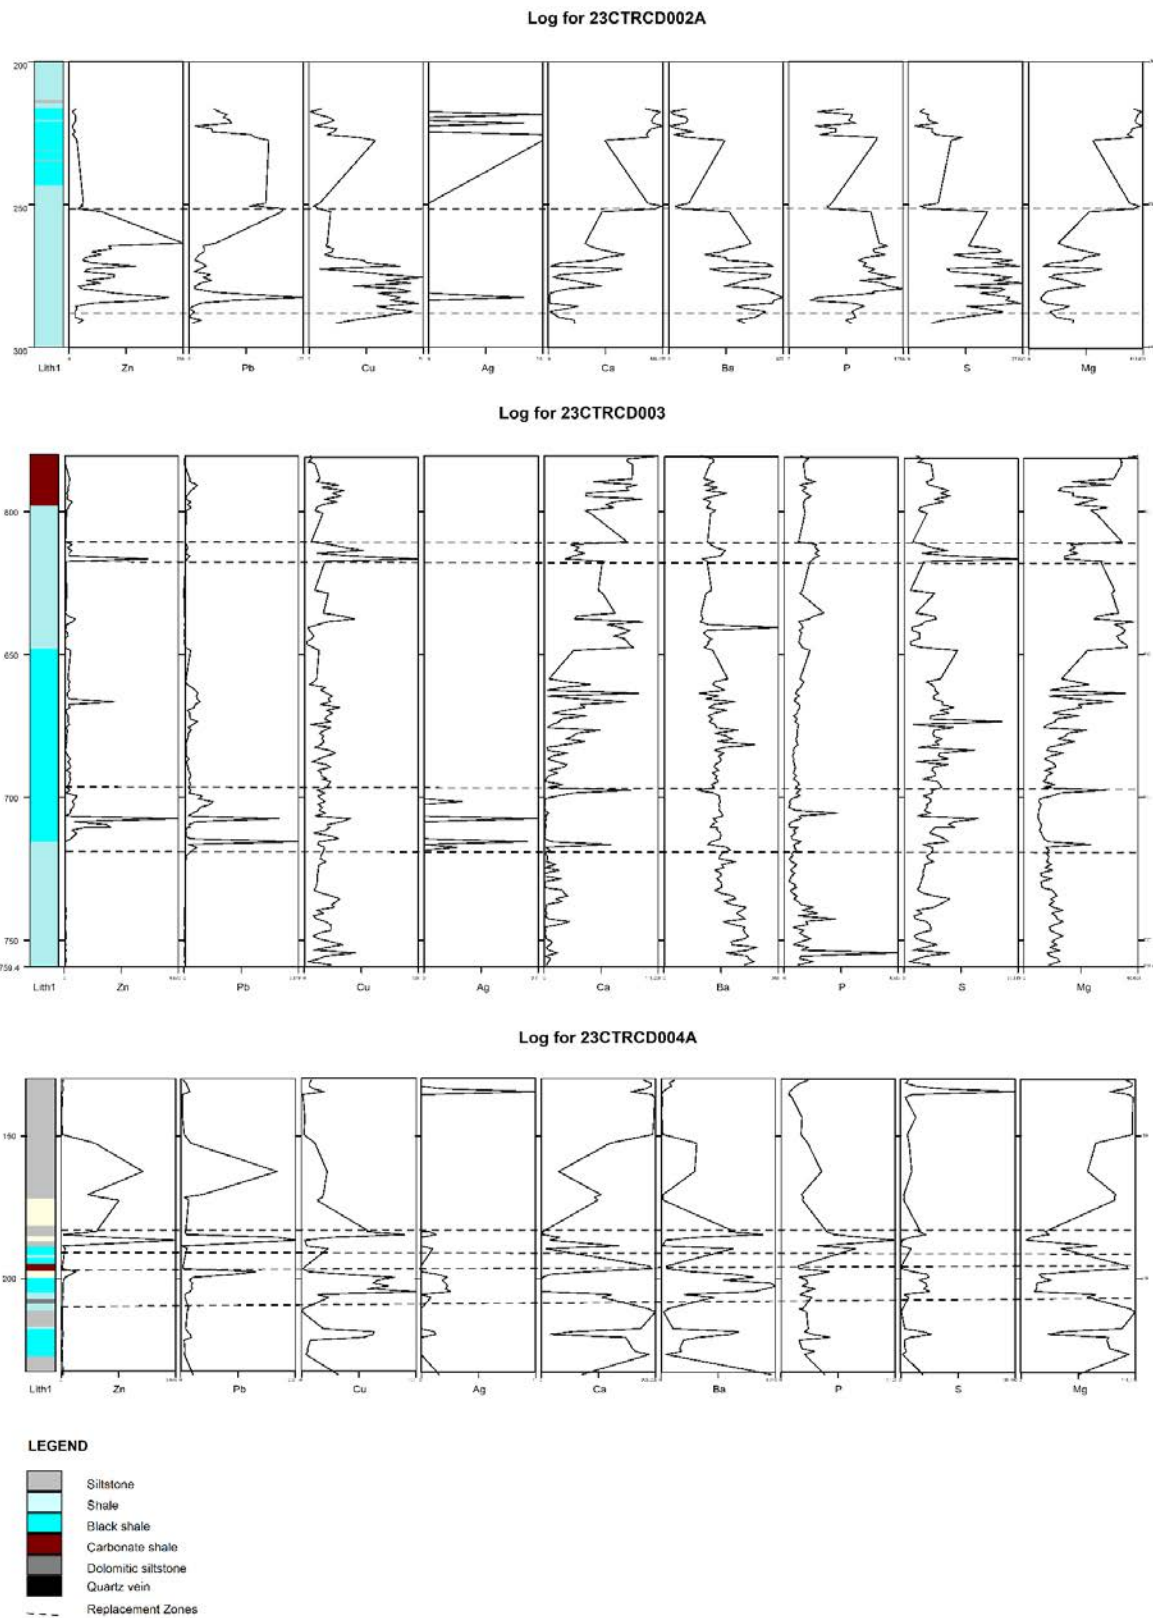 Log for 23CTRCD002A
200
250
300
Lith1 Zn Pb Cu Ag Ca Ba P S Mg
Log for 23CTRCD003
800
650
700
750
759.4
Lith1 Zn Pb Cu Ag Ca Ba P S Mg
Log for 23CTRCD004A
150
200
Lith1 Zn Pb Cu Ag Ca Ba P S Mg
LEGEND
Siltstone
Shale
Black shale
Carbonate shale
Dolomitic siltstone
Quartz vein
Replacement Zones